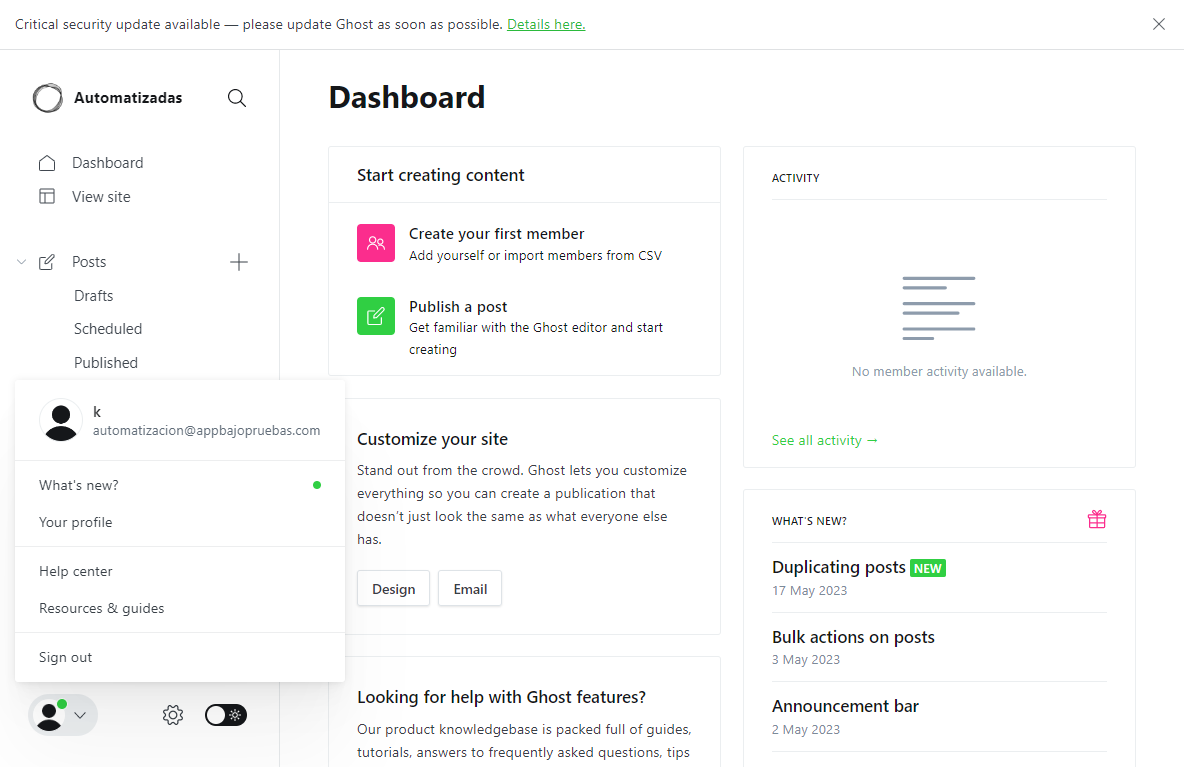 Critical security update available — please update Ghost as soon as possible. Details here.
Automatizadas
Dashboard
View site
Posts
Drafts
Scheduled
Published
k
automatizacion@appbajopruebas.com
What's new?
Your profile
Help center
Resources & guides
Sign out
Dashboard
Start creating content
Create your first member
Add yourself or import members from CSV
Publish a post
Get familiar with the Ghost editor and start
creating
Customize your site
Stand out from the crowd. Ghost lets you customize
everything so you can create a publication that
doesn't just look the same as what everyone else
has.
Design Email
Looking for help with Ghost features?
Our product knowledgebase is packed full of guides,
tutorials, answers to frequently asked questions, tips
ACTIVITY
No member activity available.
See all activity →
WHAT'S NEW?
Duplicating posts NEW
17 May 2023
Bulk actions on posts
3 May 2023
Announcement bar
2 May 2023